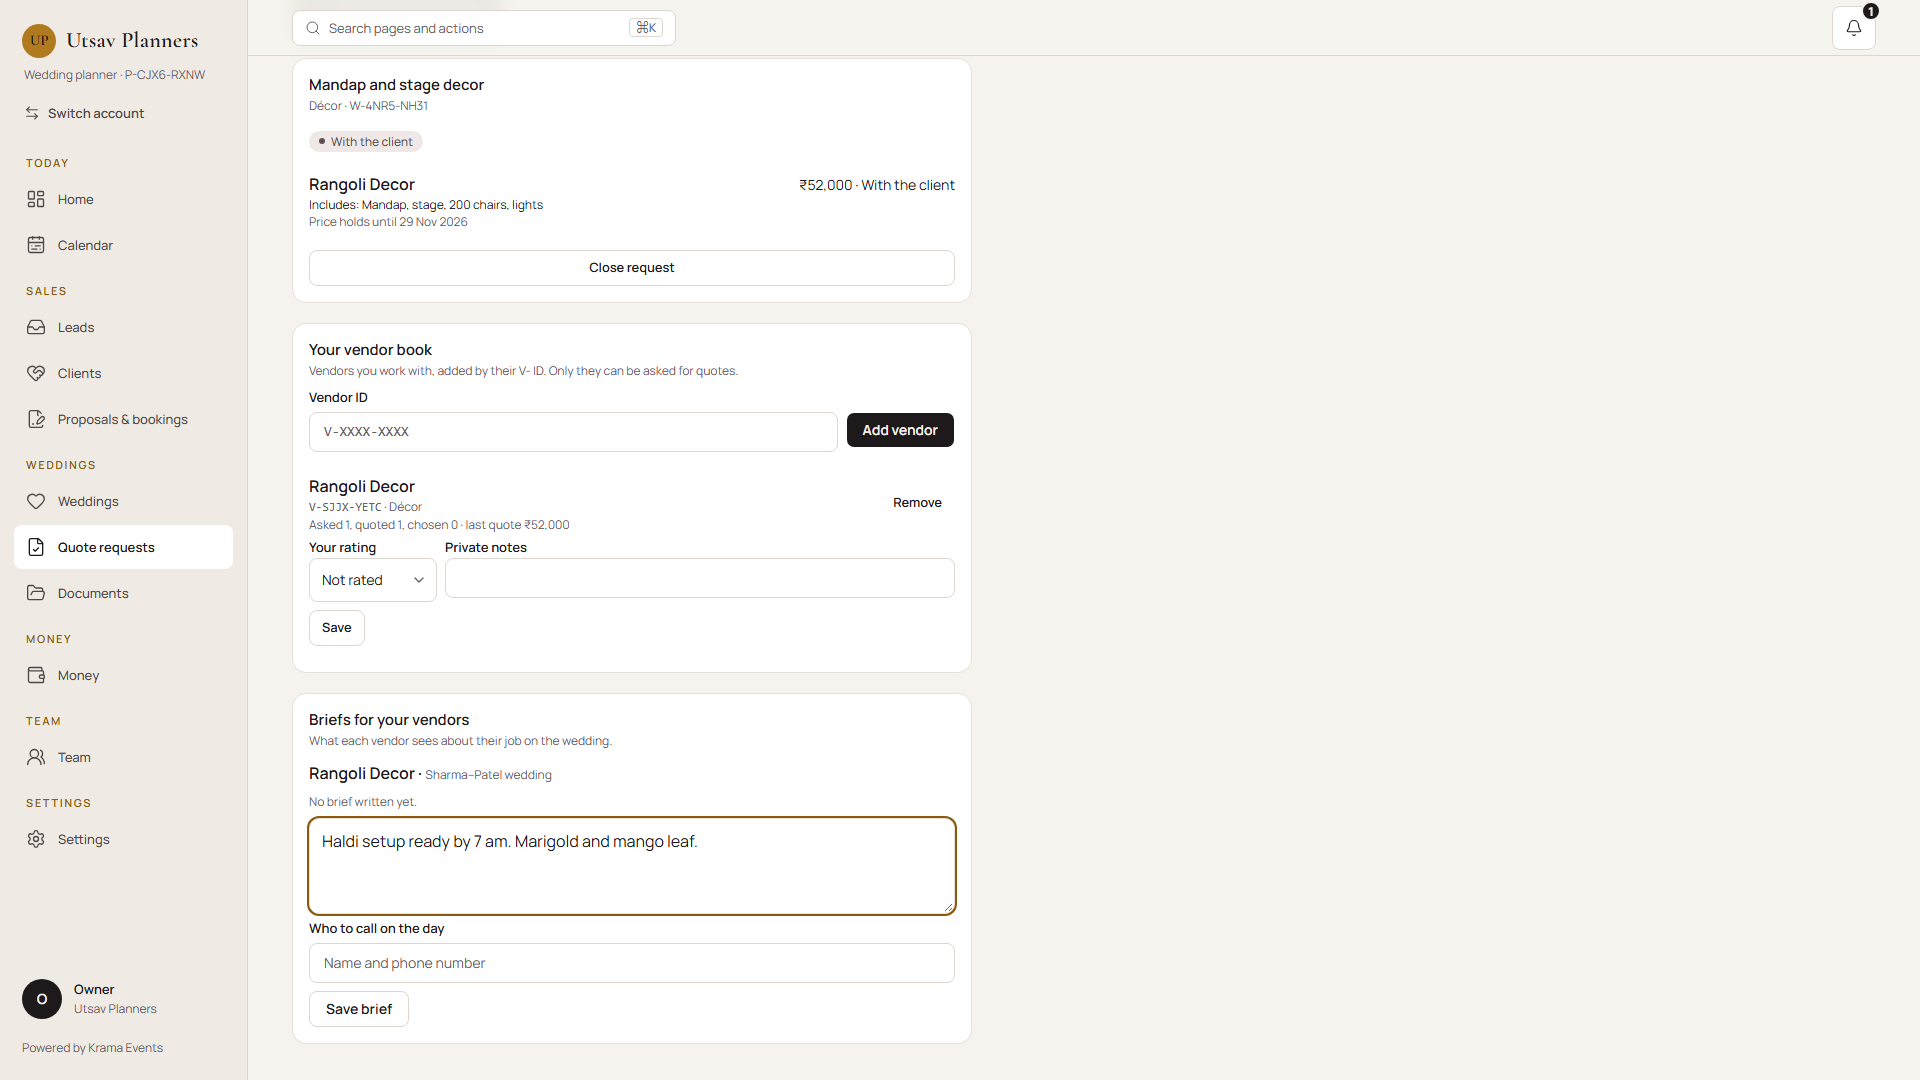 UP Utsav Planners
Wedding planner · P-CJX6-RXNW
Switch account
TODAY
Home
Calendar
SALES
Leads
Clients
Proposals & bookings
WEDDINGS
Weddings
Quote requests
Documents
MONEY
Money
TEAM
Team
SETTINGS
Settings
O
Owner
Utsav Planners
Powered by Krama Events
Search pages and actions ⌘K
1
Mandap and stage decor
Décor · W-4NR5-NH31
With the client
Rangoli Decor ₹52,000 · With the client
Includes: Mandap, stage, 200 chairs, lights
Price holds until 29 Nov 2026
Close request
Your vendor book
Vendors you work with, added by their V- ID. Only they can be asked for quotes.
Vendor ID
V-XXXX-XXXX Add vendor
Rangoli Decor
V-SJJX-YETC · Décor
Remove
Asked 1, quoted 1, chosen 0 · last quote ₹52,000
Your rating Private notes
Not rated
Save
Briefs for your vendors
What each vendor sees about their job on the wedding.
Rangoli Decor · Sharma–Patel wedding
No brief written yet.
Haldi setup ready by 7 am. Marigold and mango leaf.
Who to call on the day
Name and phone number
Save brief